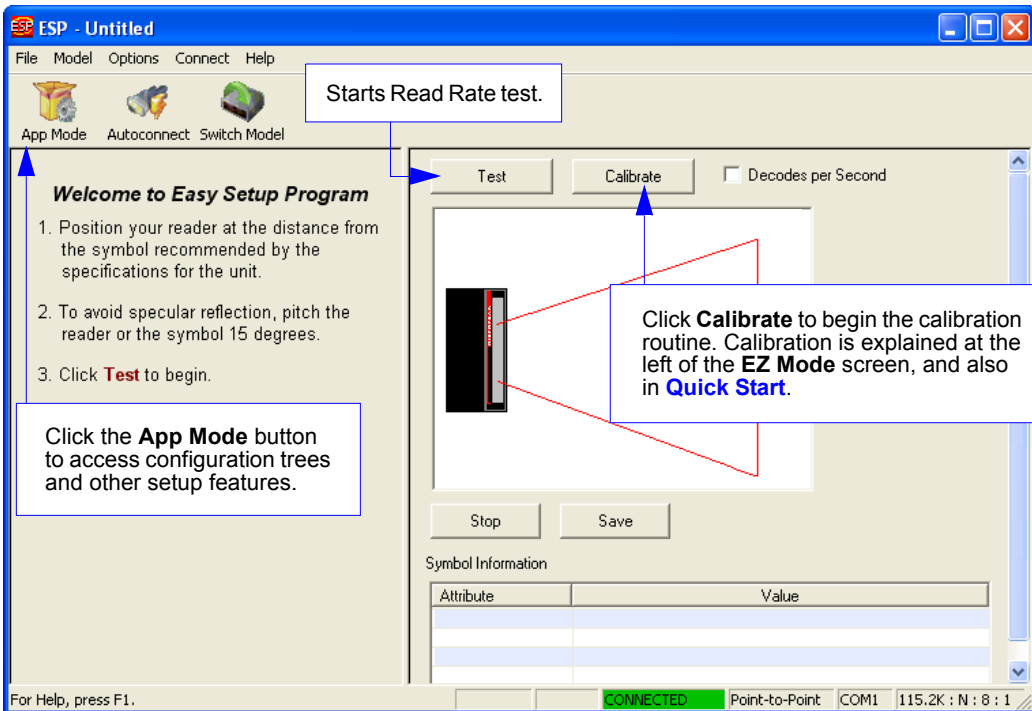 ESP - Untitled
File Model Options Connect Help
App Mode Autoconnect Switch Model
Starts Read Rate test.
Welcome to Easy Setup Program
1. Position your reader at the distance from
the symbol recommended by the
specifications for the unit.
2. To avoid specular reflection, pitch the
reader or the symbol 15 degrees.
3. Click Test to begin.
Click the App Mode button
to access configuration trees
and other setup features.
Test Calibrate Decodes per Second
Click Calibrate to begin the calibration
routine. Calibration is explained at the
left of the EZ Mode screen, and also
in Quick Start.
Stop Save
Symbol Information
Attribute Value
For Help, press F1. CONNECTED Point-to-Point COM1 115.2K : N : 8 : 1